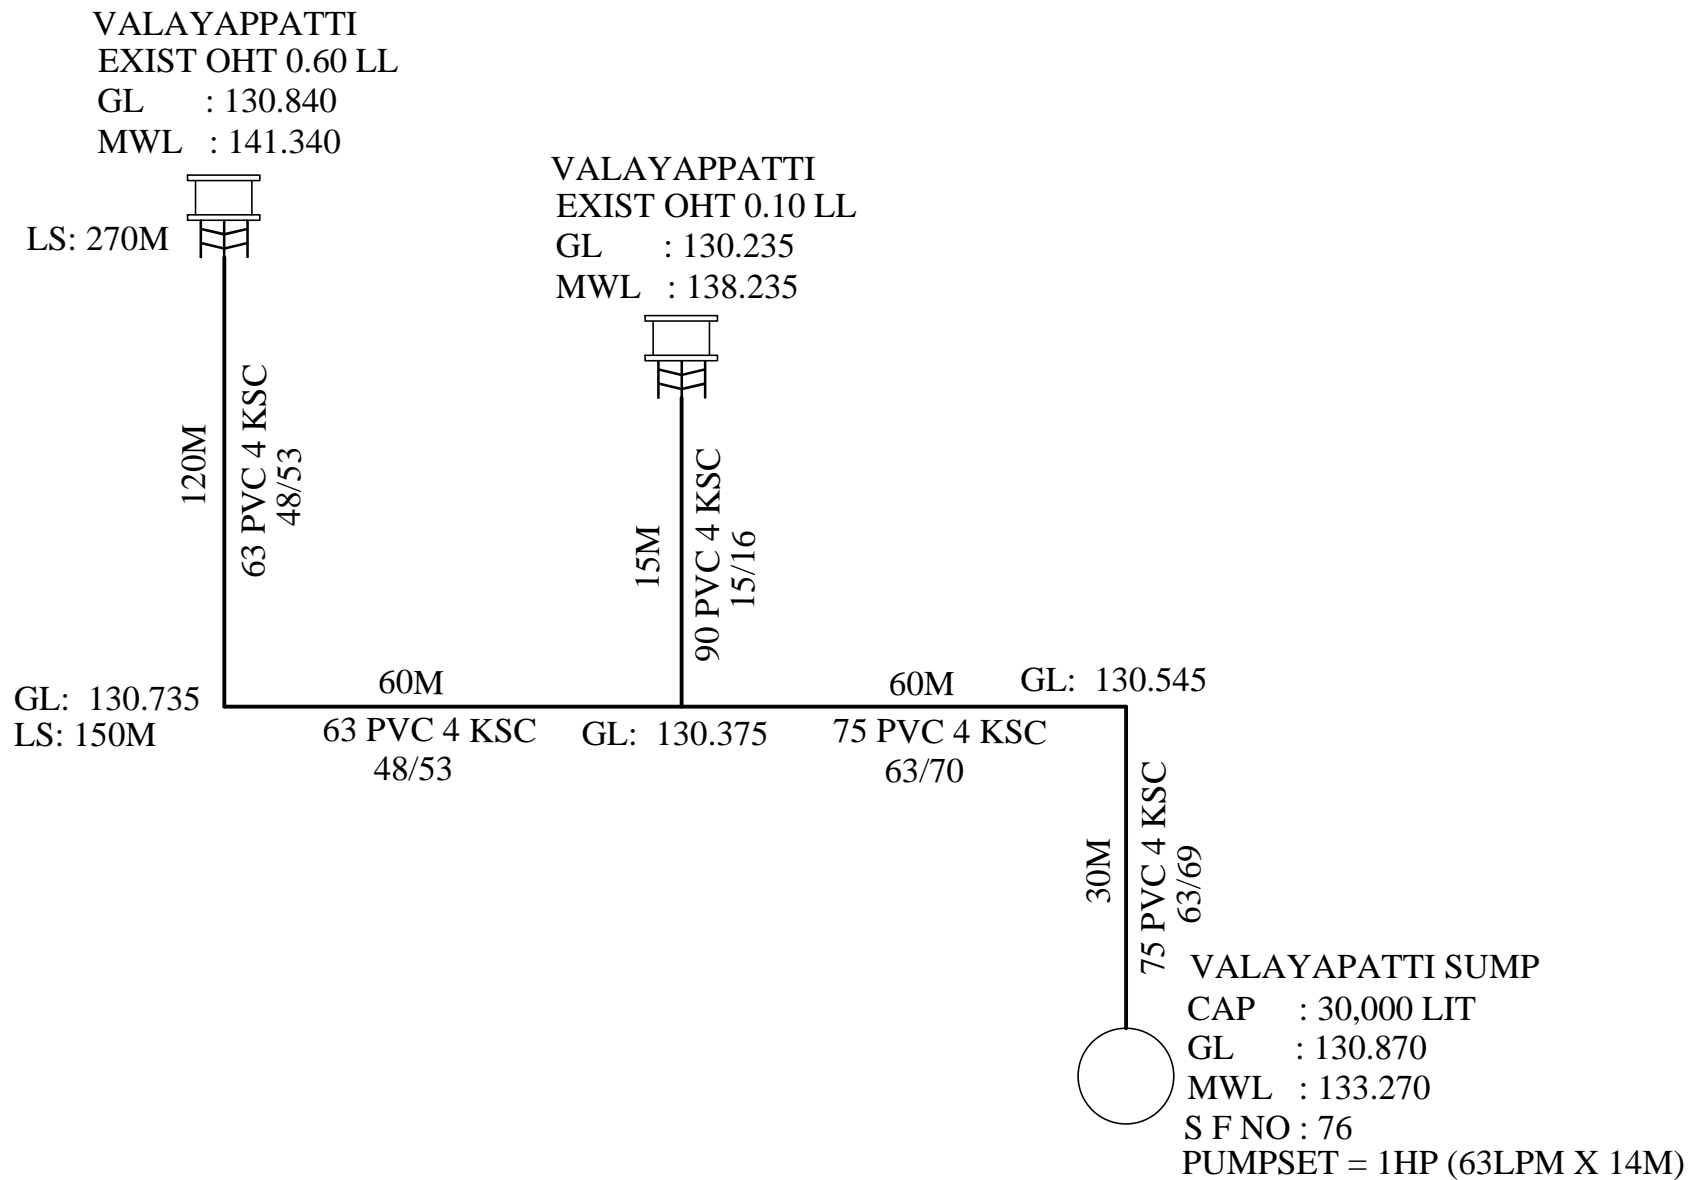 VALAYAPPATTI
EXIST OHT 0.60 LL
GL : 130.840
MWL : 141.340
LS: 270M
VALAYAPPATTI
EXIST OHT 0.10 LL
GL : 130.235
MWL : 138.235
120M
63 PVC 4 KSC
48/53
15M
90 PVC 4 KSC
15/16
GL: 130.735
LS: 150M
60M
63 PVC 4 KSC
48/53
GL: 130.375
60M
75 PVC 4 KSC
63/70
GL: 130.545
30M
75 PVC 4 KSC
63/69
VALAYAPATTI SUMP
CAP : 30,000 LIT
GL : 130.870
MWL : 133.270
S F NO : 76
PUMPSET = 1HP (63LPM X 14M)